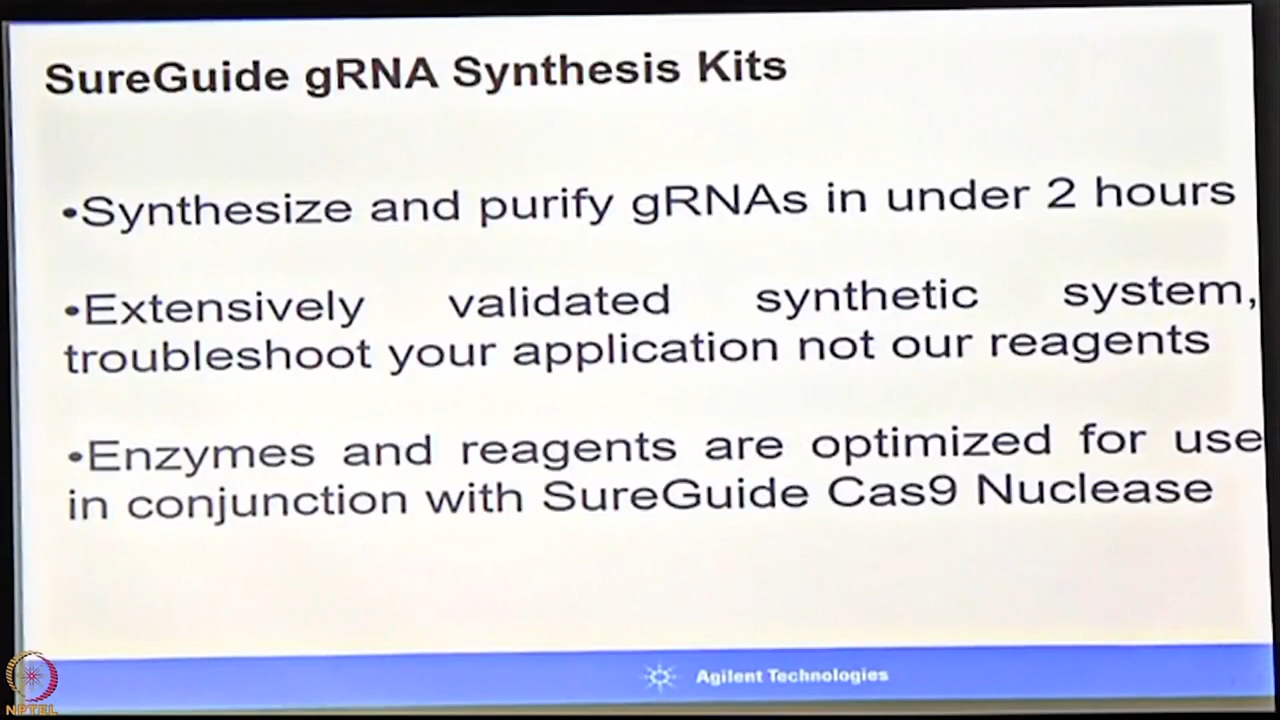 SureGuide gRNA Synthesis Kits
•Synthesize and purify gRNAs in under 2 hours
•Extensively validated synthetic system,
troubleshoot your application not our reagents
•Enzymes and reagents are optimized for use
in conjunction with SureGuide Cas9 Nuclease
Agilent Technologies
NPTEL